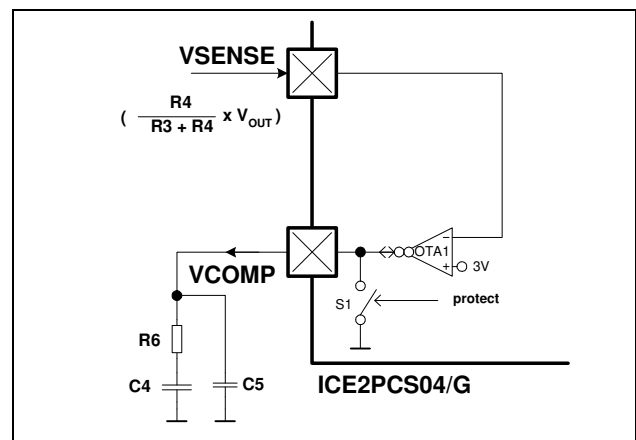 VSENSE
( R4
R3 + R4 x VOUT )
OTA1
−
+
3V
VCOMP
S1
protect
R6
C4
C5
ICE2PCS04/G